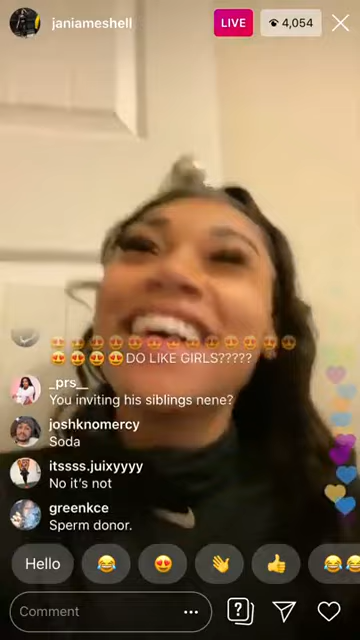 janiameshell
LIVE
4,054
😍😍😍😍😍😍😍😍😍😍😍😍
😍😍😍😍DO LIKE GIRLS?????
_prs__
You inviting his siblings nene?
joshknomercy
Soda
itssss.juixyyyy
No it's not
greenkce
Sperm donor.
Hello
Comment